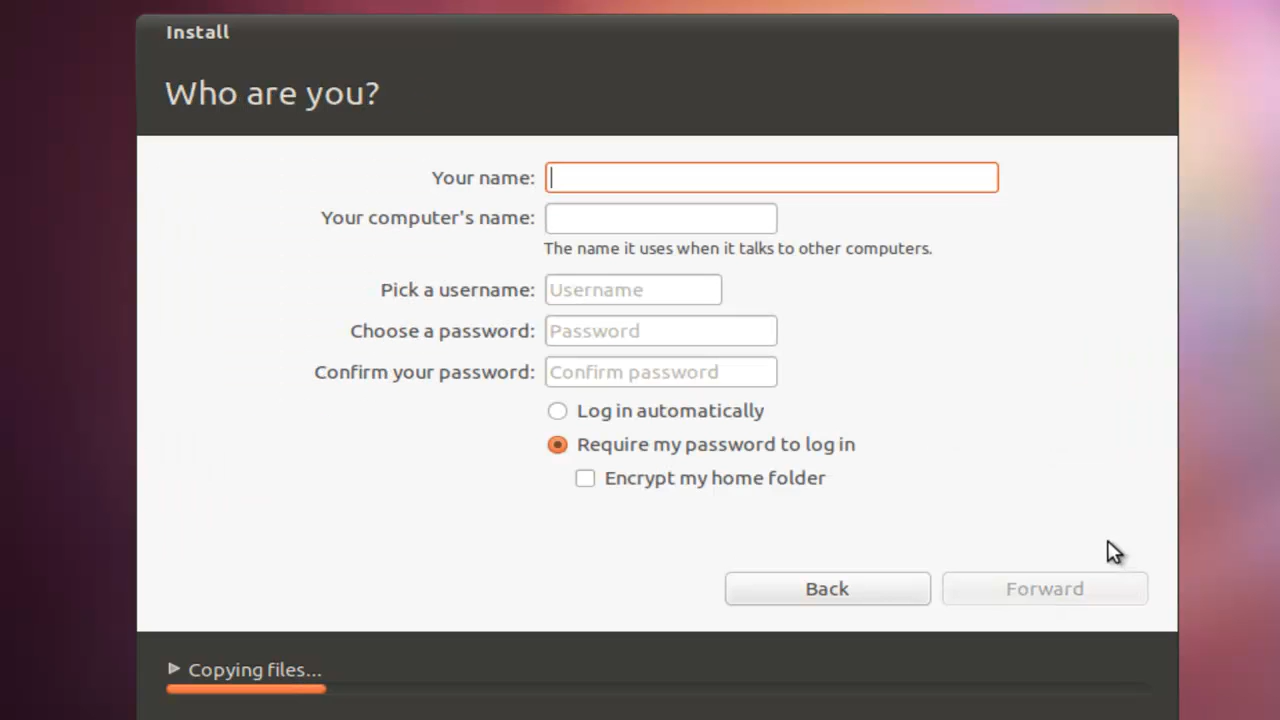 Install
Who are you?
Your name:
Your computer's name:
The name it uses when it talks to other computers.
Pick a username: Username
Choose a password: Password
Confirm your password: Confirm password
Log in automatically
Require my password to log in
Encrypt my home folder
Back Forward
Copying files...